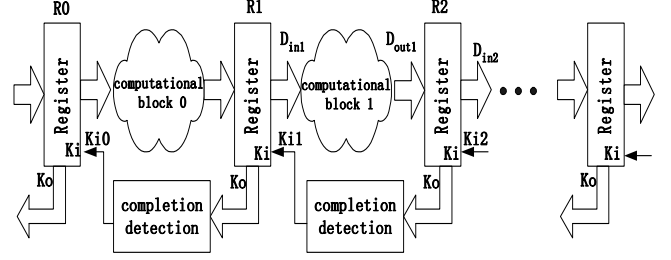 R0
R1
R2
Register
computational
block 0
Register
Din1
computational
block 1
Dout1
Register
Din2
Register
Ki
Ki0
Ki
Ki1
Ki
Ki2
Ki
Ko
completion
detection
Ko
completion
detection
Ko
Ko